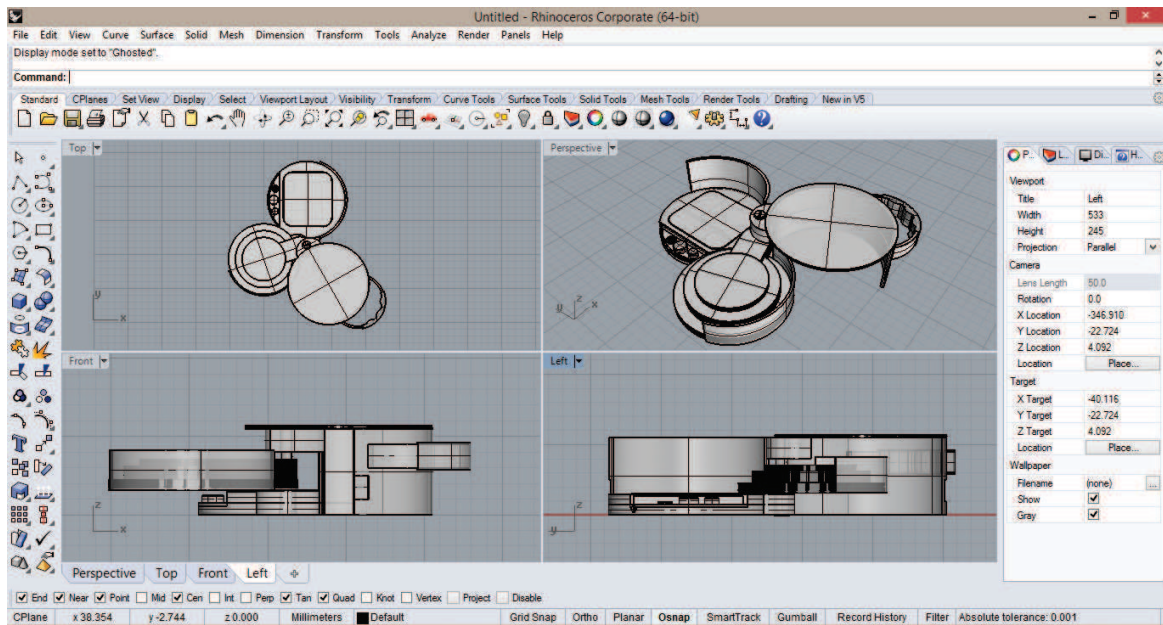 Untitled - Rhinoceros Corporate (64-bit)
File Edit View Curve Surface Solid Mesh Dimension Transform Tools Analyze Render Panels Help
Display mode set to "Ghosted".
Command:
Standard CPlanes Set View Display Select Viewport Layout Visibility Transform Curve Tools Surface Tools Solid Tools Mesh Tools Render Tools Drafting New in V5
Top
Perspective
P.. L.. Di.. H..
Viewport
Title Left
Width 533
Height 245
Projection Parallel
Camera
Lens Length 50.0
Rotation 0.0
X Location -346.910
Y Location -22.724
Z Location 4.092
Location Place...
Target
X Target -40.116
Y Target -22.724
Z Target 4.092
Location Place...
Wallpaper
Filename (none) ...
Show
Gray
y
x
z
y
x
Front
Left
z
x
z
y
Perspective Top Front Left
End Near Point Mid Cen Int Perp Tan Quad Knot Vertex Project Disable
CPlane x 38.354 y -2.744 z 0.000 Millimeters Default Grid Snap Ortho Planar Osnap SmartTrack Gumball Record History Filter Absolute tolerance: 0.001